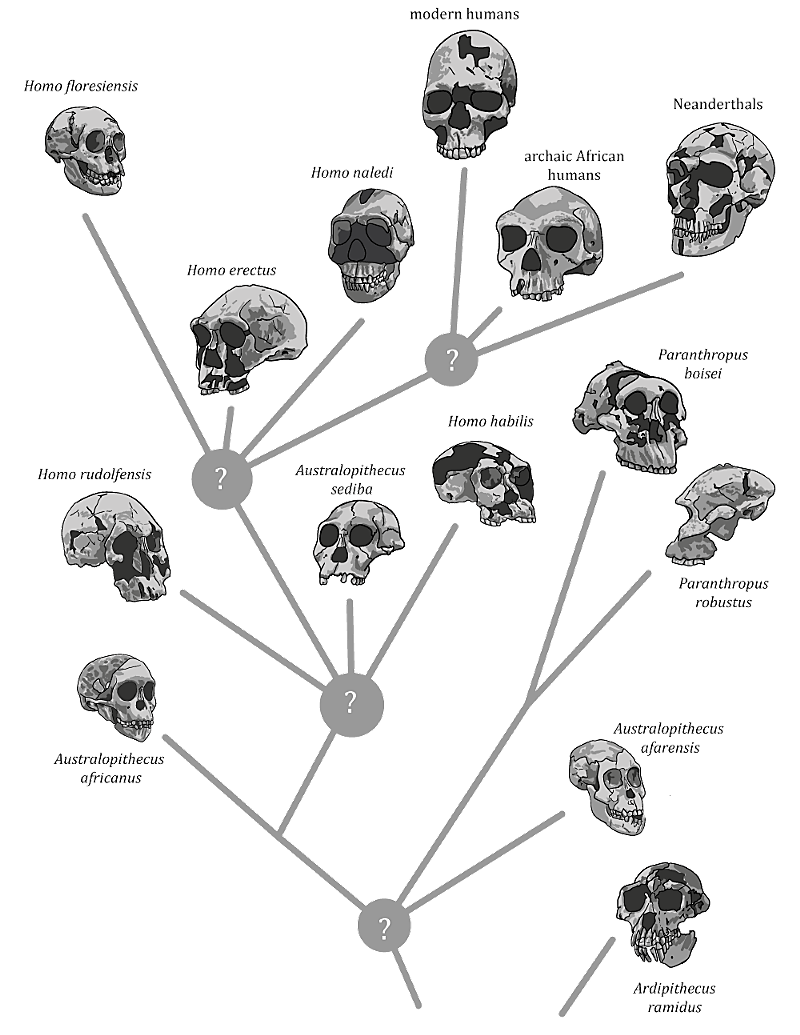 modern humans
Homo floresiensis
Neanderthals
archaic African
humans
Homo naledi
Homo erectus
?
Paranthropus
boisei
Homo habilis
?
Australopithecus
sediba
Homo rudolfensis
Paranthropus
robustus
?
Australopithecus
afarensis
Australopithecus
africanus
?
Ardipithecus
ramidus